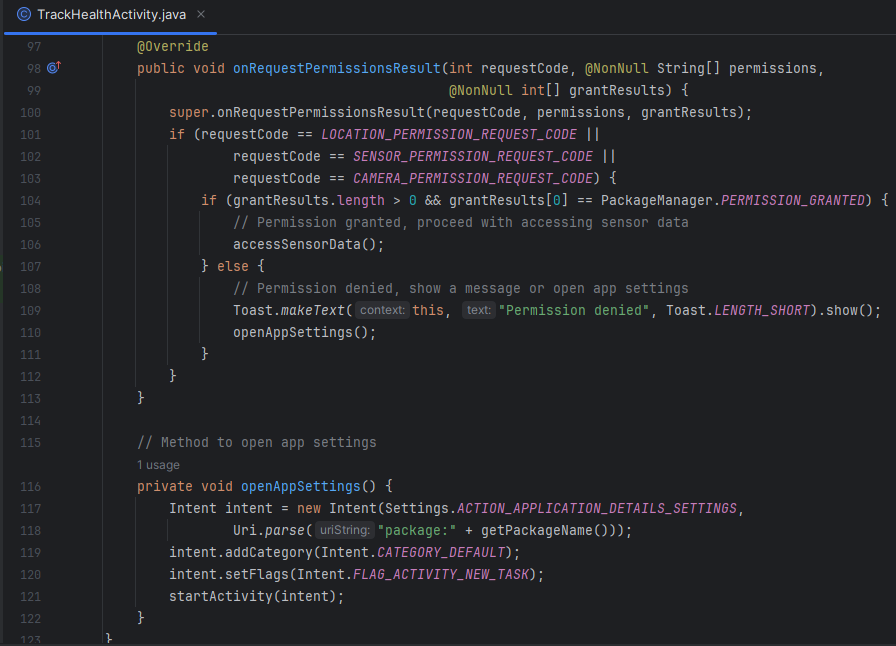 TrackHealthActivity.java
97 @Override
98 public void onRequestPermissionsResult(int requestCode, @NonNull String[] permissions,
99 @NonNull int[] grantResults) {
100 super.onRequestPermissionsResult(requestCode, permissions, grantResults);
101 if (requestCode == LOCATION_PERMISSION_REQUEST_CODE ||
102 requestCode == SENSOR_PERMISSION_REQUEST_CODE ||
103 requestCode == CAMERA_PERMISSION_REQUEST_CODE) {
104 if (grantResults.length > 0 && grantResults[0] == PackageManager.PERMISSION_GRANTED) {
105 // Permission granted, proceed with accessing sensor data
106 accessSensorData();
107 } else {
108 // Permission denied, show a message or open app settings
109 Toast.makeText( context: this, text: "Permission denied", Toast.LENGTH_SHORT).show();
110 openAppSettings();
111 }
112 }
113 }
114
115 // Method to open app settings
1 usage
116 private void openAppSettings() {
117 Intent intent = new Intent(Settings.ACTION_APPLICATION_DETAILS_SETTINGS,
118 Uri.parse( uriString: "package:" + getPackageName()));
119 intent.addCategory(Intent.CATEGORY_DEFAULT);
120 intent.setFlags(Intent.FLAG_ACTIVITY_NEW_TASK);
121 startActivity(intent);
122 }
123 }